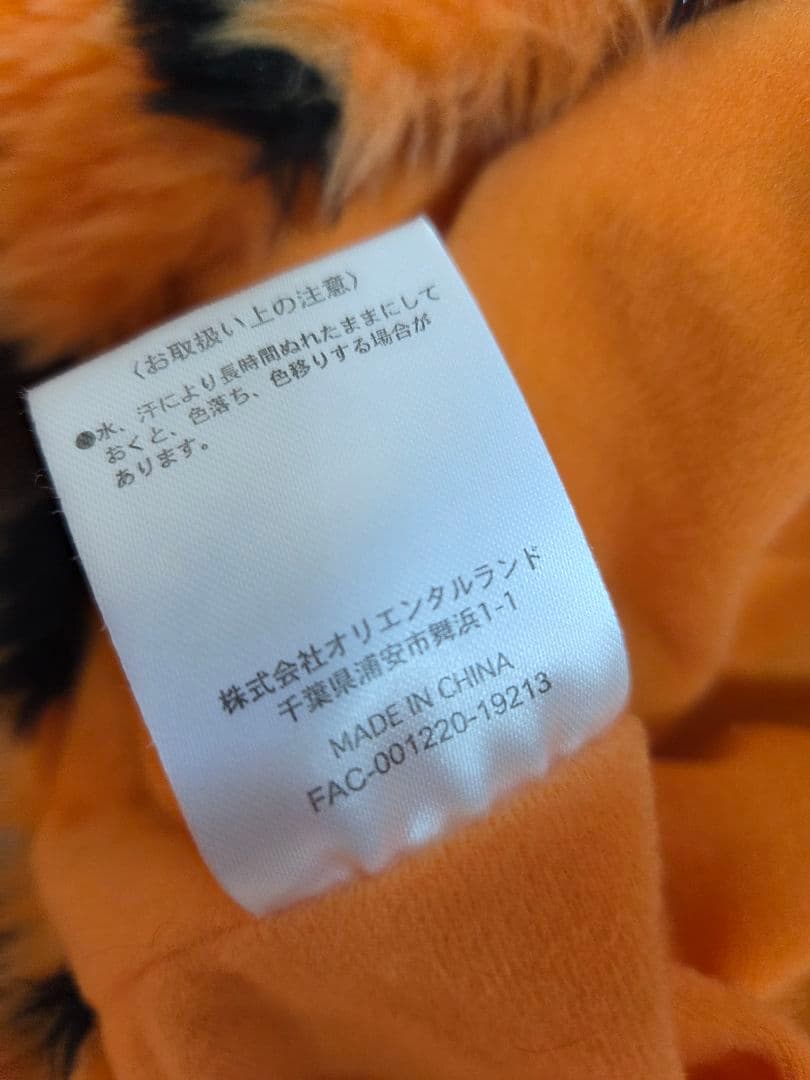 〈お取扱い上の注意〉
●水、汗により長時間ぬれたままにして
おくと、色落ち、色移りする場合が
あります。
株式会社オリエンタルランド
千葉県浦安市舞浜1-1
MADE IN CHINA
FAC-001220-19213